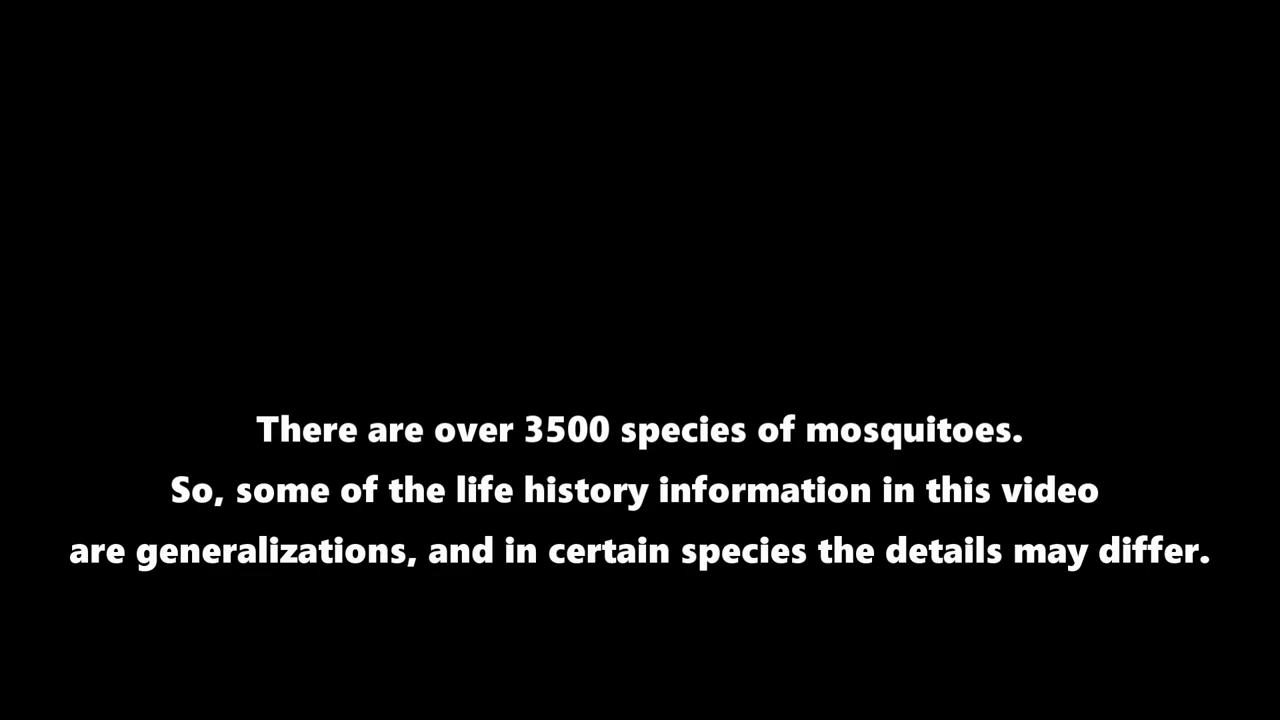 There are over 3500 species of mosquitoes.
So, some of the life history information in this video
are generalizations, and in certain species the details may differ.